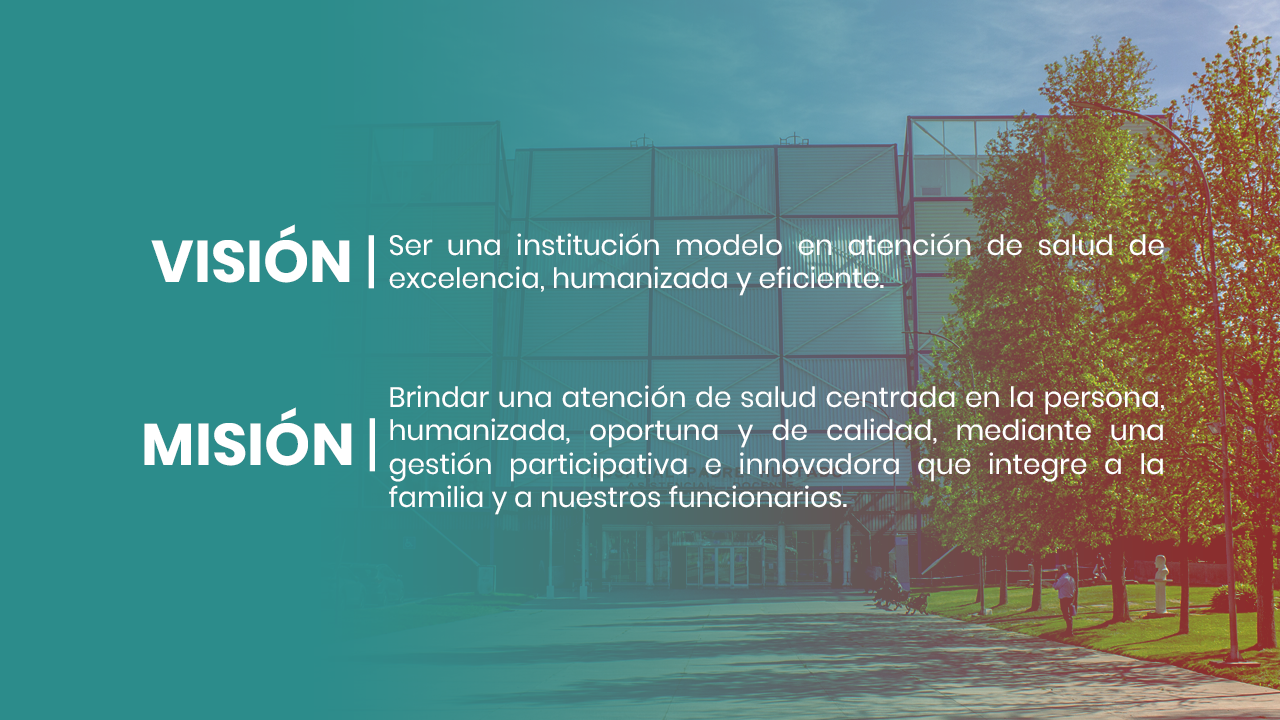 VISIÓN
Ser una institución modelo en atención de salud de
excelencia, humanizada y eficiente.
MISIÓN
Brindar una atención de salud centrada en la persona,
humanizada, oportuna y de calidad, mediante una
gestión participativa e innovadora que integre a la
familia y a nuestros funcionarios.